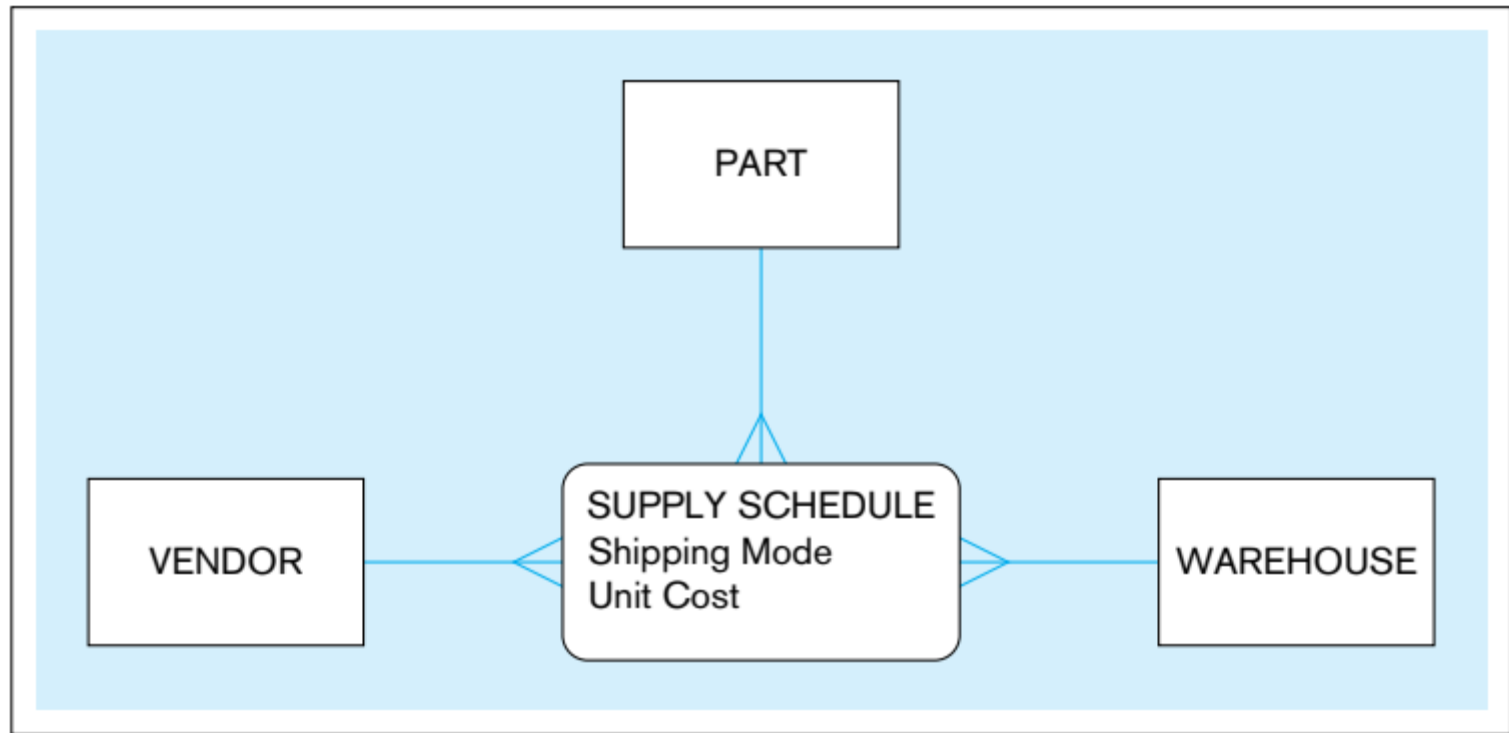 PART
VENDOR
SUPPLY SCHEDULE
Shipping Mode
Unit Cost
WAREHOUSE